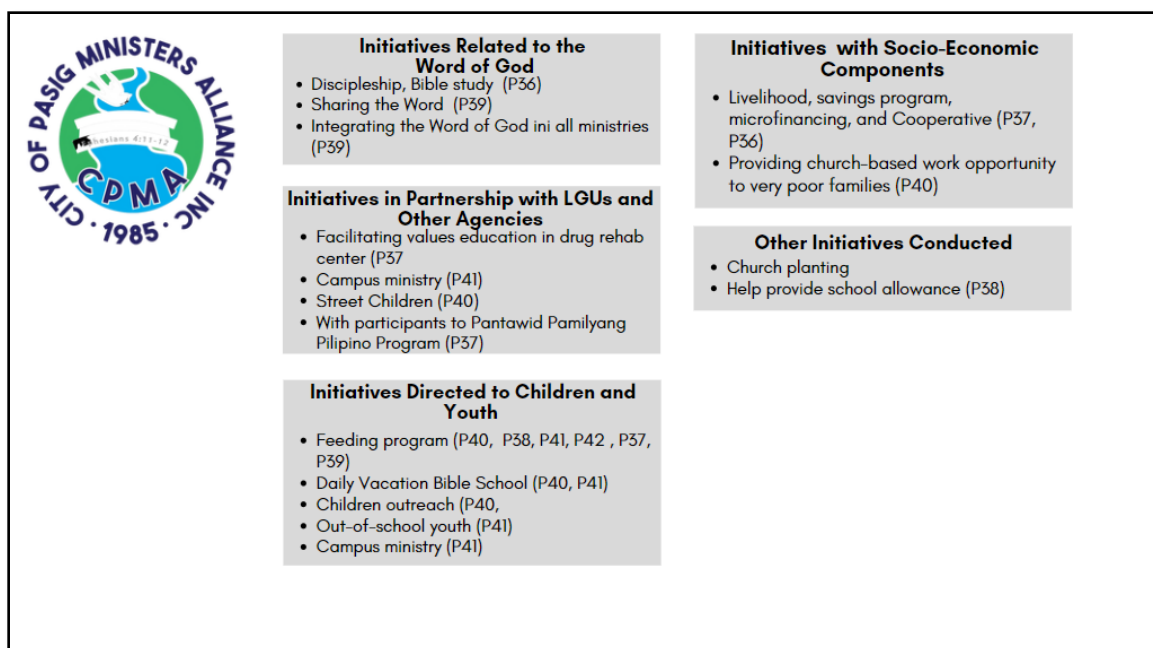 CITY OF PASIG MINISTERS ALLIANCE INC
4:11-12
CPMA
· 1985 ·
Initiatives Related to the
Word of God
• Discipleship, Bible study (P36)
• Sharing the Word (P39)
• Integrating the Word of God ini all ministries
(P39)
Initiatives in Partnership with LGUs and
Other Agencies
• Facilitating values education in drug rehab
center (P37
• Campus ministry (P41)
• Street Children (P40)
• With participants to Pantawid Pamilyang
Pilipino Program (P37)
Initiatives Directed to Children and
Youth
• Feeding program (P40, P38, P41, P42 , P37,
P39)
• Daily Vacation Bible School (P40, P41)
• Children outreach (P40,
• Out-of-school youth (P41)
• Campus ministry (P41)
Initiatives with Socio-Economic
Components
• Livelihood, savings program,
microfinancing, and Cooperative (P37,
P36)
• Providing church-based work opportunity
to very poor families (P40)
Other Initiatives Conducted
• Church planting
• Help provide school allowance (P38)